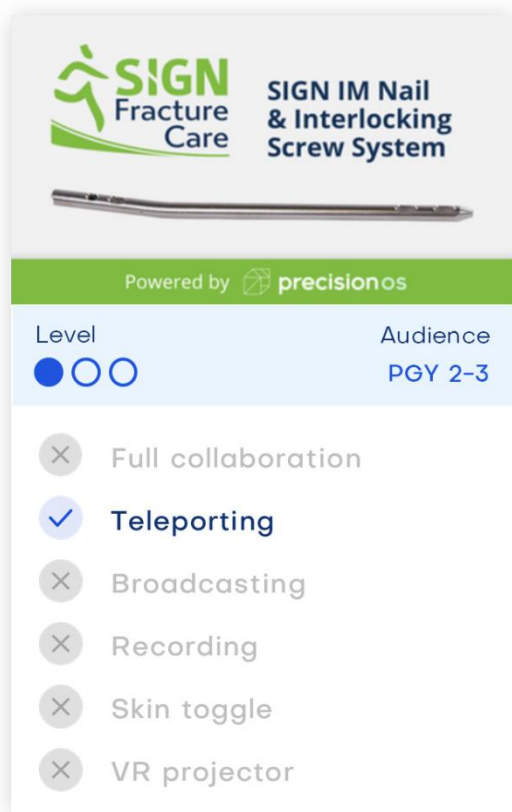 SIGN
Fracture
Care
SIGN IM Nail
& Interlocking
Screw System
Powered by precisionos
Level
Audience
PGY 2-3
Full collaboration
Teleporting
Broadcasting
Recording
Skin toggle
VR projector